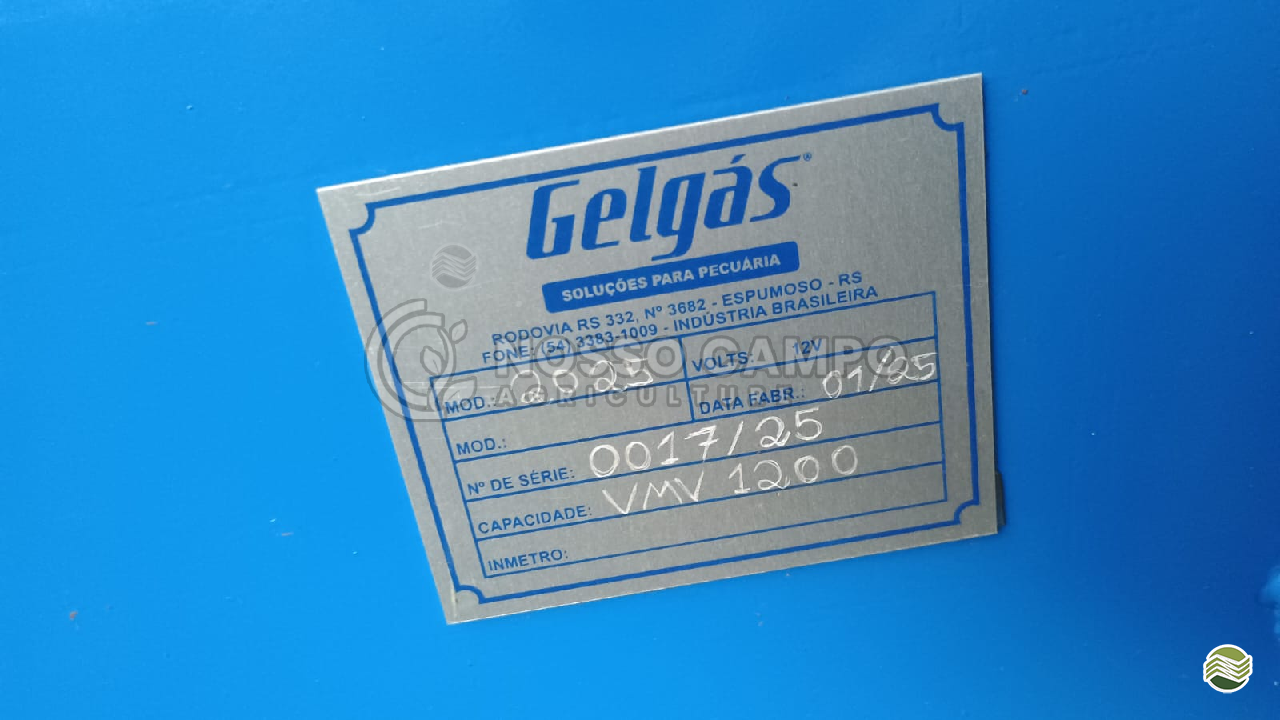 Gelgás®
SOLUÇÕES PARA PECUÁRIA
RODOVIA RS 332, Nº 3682 - ESPUMOSO - RS
FONE: (54) 3383-1009 - INDÚSTRIA BRASILEIRA
MOD.: VOLTS: 12V
MOD.: DATA FABR.: 01/25
Nº DE SÉRIE: 0017/25
CAPACIDADE: VMV 1200
INMETRO:
NOSSO CAMPO
AGRICULTURE